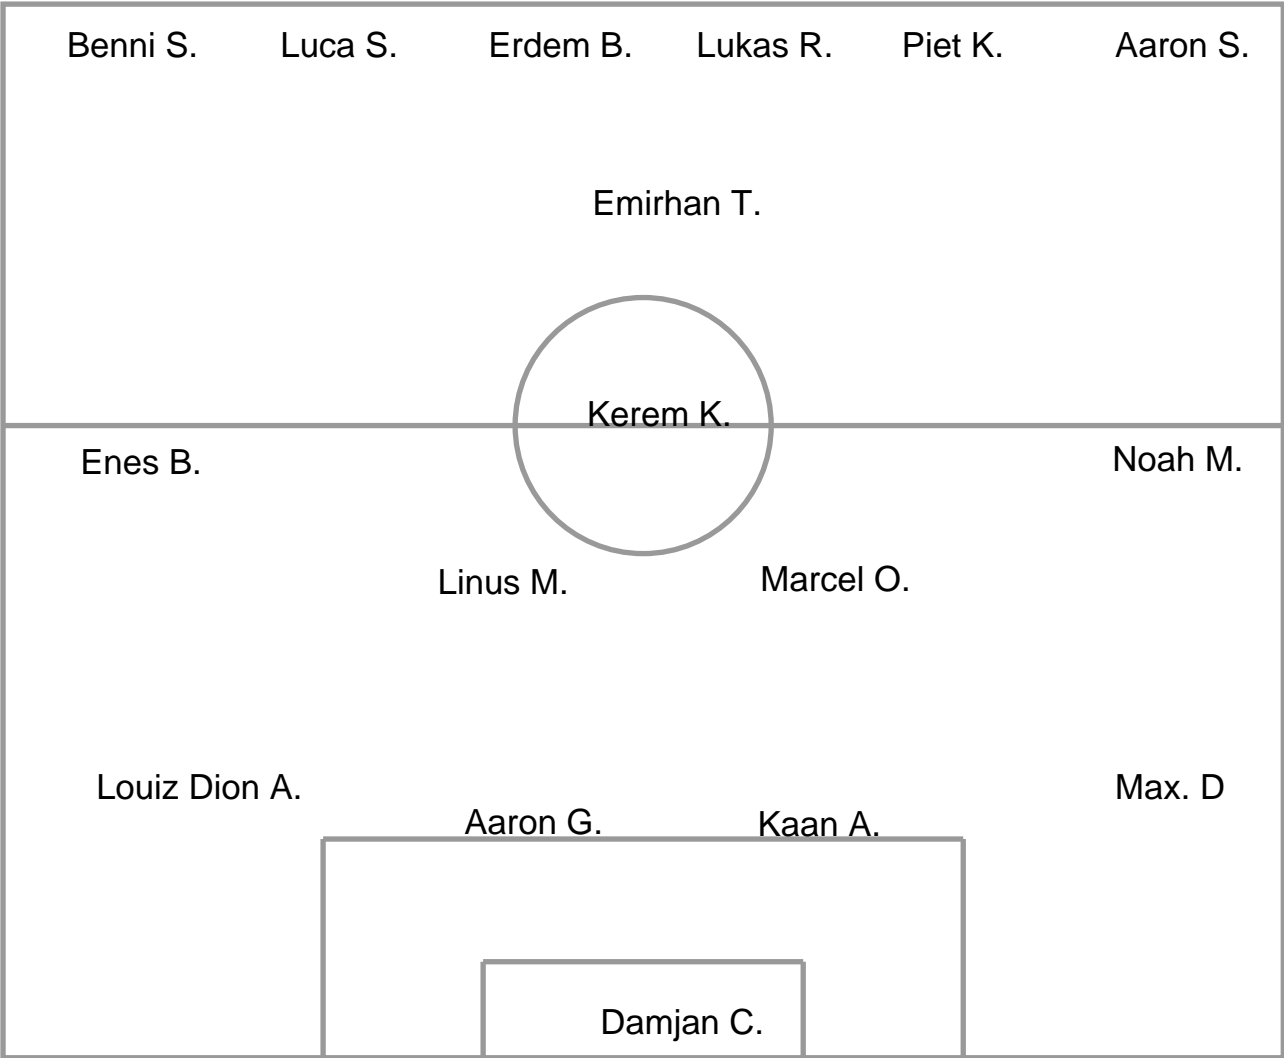 Benni S. Luca S. Erdem B. Lukas R. Piet K. Aaron S.
Emirhan T.
Kerem K.
Enes B. Noah M.
Linus M. Marcel O.
Louiz Dion A. Max. D
Aaron G. Kaan A.
Damjan C.